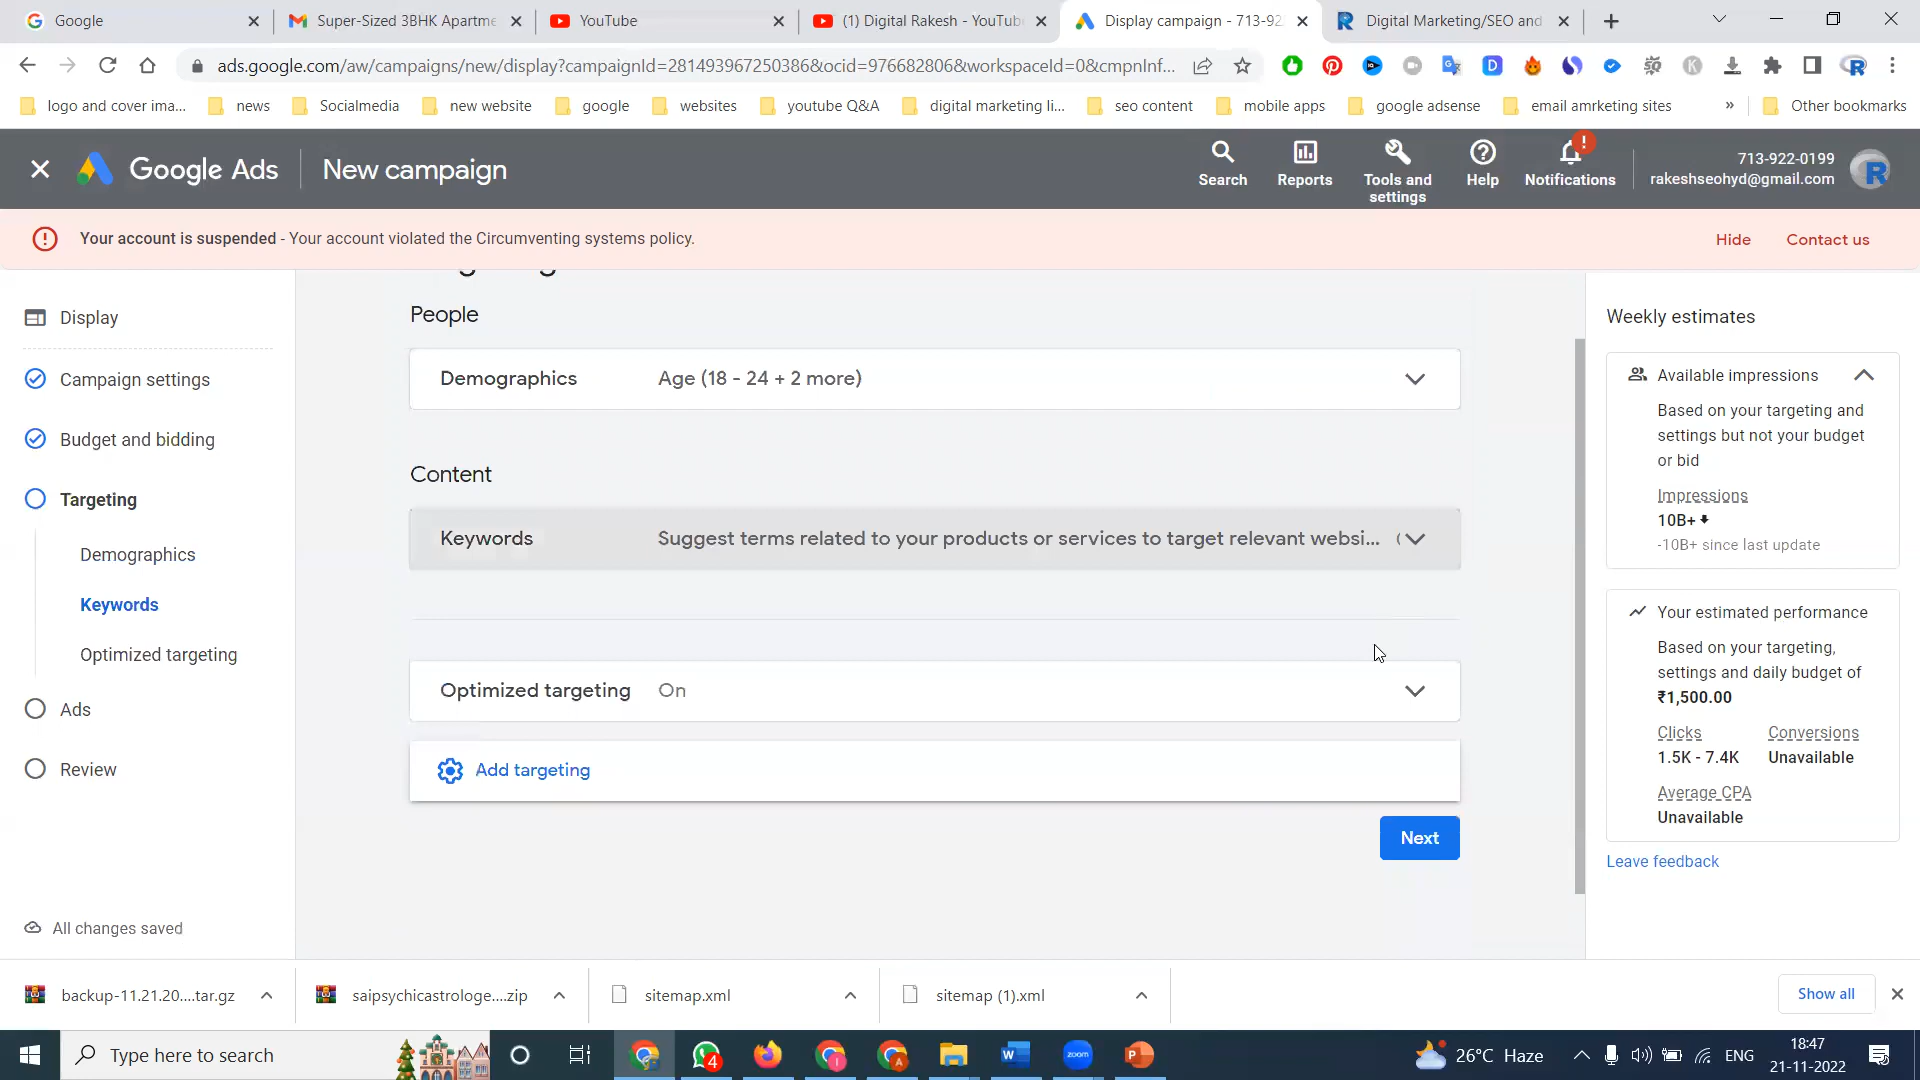 Google
Super-Sized 3BHK Apartme
YouTube
(1) Digital Rakesh - YouTub
Display campaign - 713-92
Digital Marketing/SEO and
ads.google.com/aw/campaigns/new/display?campaignId=281493967250386&ocid=976682806&workspaceId=0&cmpnInf...
logo and cover ima...
news
Socialmedia
new website
google
websites
youtube Q&A
digital marketing li...
seo content
mobile apps
google adsense
email amrketing sites
»
Other bookmarks
Google Ads
New campaign
Search
Reports
Tools and
settings
Help
Notifications
713-922-0199
rakeshseohyd@gmail.com
Your account is suspended - Your account violated the Circumventing systems policy.
Hide
Contact us
Display
Campaign settings
Budget and bidding
Targeting
Demographics
Keywords
Optimized targeting
Ads
Review
All changes saved
People
Demographics
Age (18 - 24 + 2 more)
Content
Keywords
Suggest terms related to your products or services to target relevant websi...
Optimized targeting
On
Add targeting
Next
Weekly estimates
Available impressions
Based on your targeting and
settings but not your budget
or bid
Impressions
10B+
-10B+ since last update
Your estimated performance
Based on your targeting,
settings and daily budget of
₹1,500.00
Clicks
Conversions
1.5K - 7.4K
Unavailable
Average CPA
Unavailable
Leave feedback
backup-11.21.20....tar.gz
saipsychicastrologe....zip
sitemap.xml
sitemap (1).xml
Show all
Type here to search
4
zoom
26°C Haze
ENG
18:47
21-11-2022